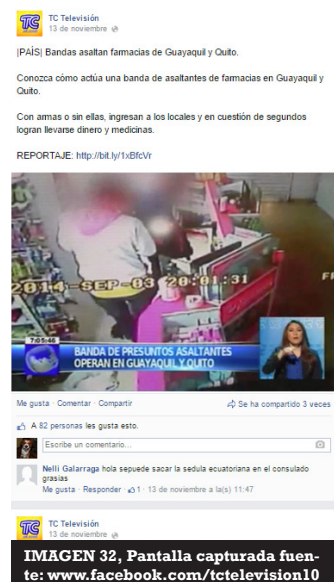 TC Televisión
13 de noviembre
|PAÍS| Bandas asaltan farmacias de Guayaquil y Quito.
Conozca cómo actúa una banda de asaltantes de farmacias en Guayaquil y
Quito.
Con armas o sin ellas, ingresan a los locales y en cuestión de segundos
logran llevarse dinero y medicinas.
REPORTAJE: http://bit.ly/1xBfcVr
2014-SEP-03 20:01:31
7:05:46
BANDA DE PRESUNTOS ASALTANTES
OPERAN EN GUAYAQUIL Y QUITO
Me gusta · Comentar · Compartir
Se ha compartido 3 veces
A 82 personas les gusta esto.
Escribe un comentario...
Nelli Galarraga hola sepuede sacar la sedula ecuatoriana en el consulado
grasias
Me gusta · Responder · 1 · 13 de noviembre a la(s) 11:47
TC Televisión
13 de noviembre
IMAGEN 32, Pantalla capturada fuen-
te: www.facebook.com/tctelevision10